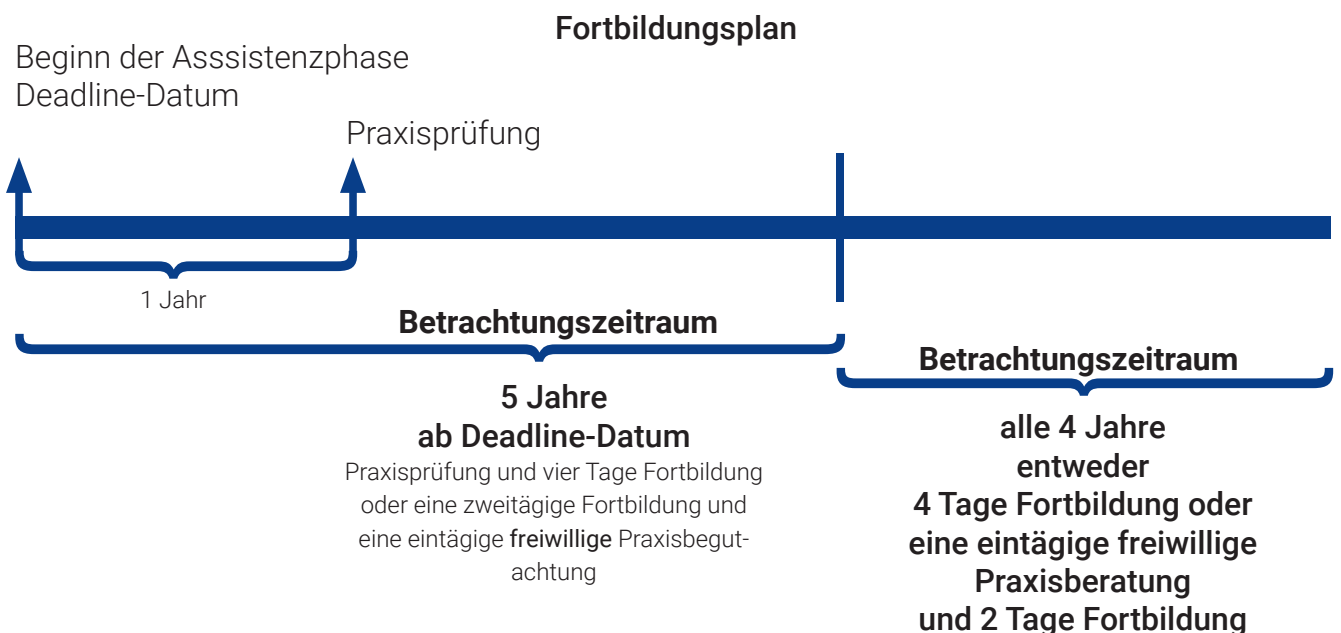 Fortbildungsplan
Beginn der Asssistenzphase
Deadline-Datum
Praxisprüfung
1 Jahr
Betrachtungszeitraum
5 Jahre
ab Deadline-Datum
Praxisprüfung und vier Tage Fortbildung
oder eine zweitägige Fortbildung und
eine eintägige freiwillige Praxisbegut-
achtung
Betrachtungszeitraum
alle 4 Jahre
entweder
4 Tage Fortbildung oder
eine eintägige freiwillige
Praxisberatung
und 2 Tage Fortbildung